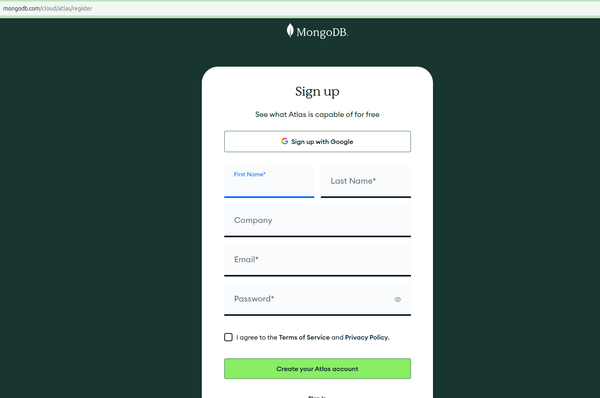 mongodb.com/cloud/atlas/register
MongoDB.
Sign up
See what Atlas is capable of for free
Sign up with Google
First Name*
Last Name*
Company
Email*
Password*
I agree to the Terms of Service and Privacy Policy.
Create your Atlas account
Sign In